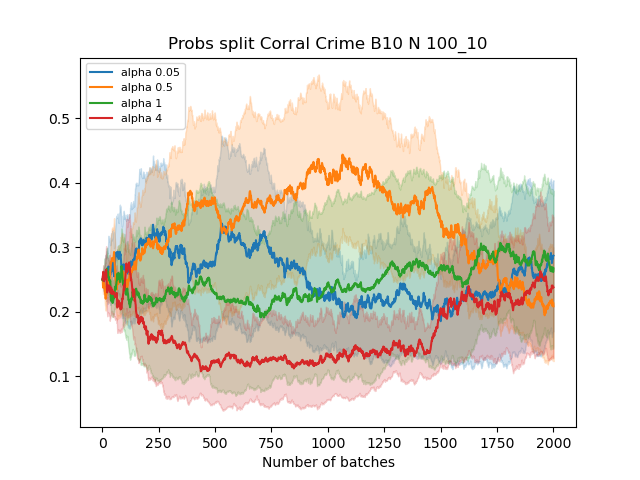 Probs split Corral Crime B10 N 100_10
alpha 0.05
alpha 0.5
alpha 1
alpha 4
0.5
0.4
0.3
0.2
0.1
0 250 500 750 1000 1250 1500 1750 2000
Number of batches